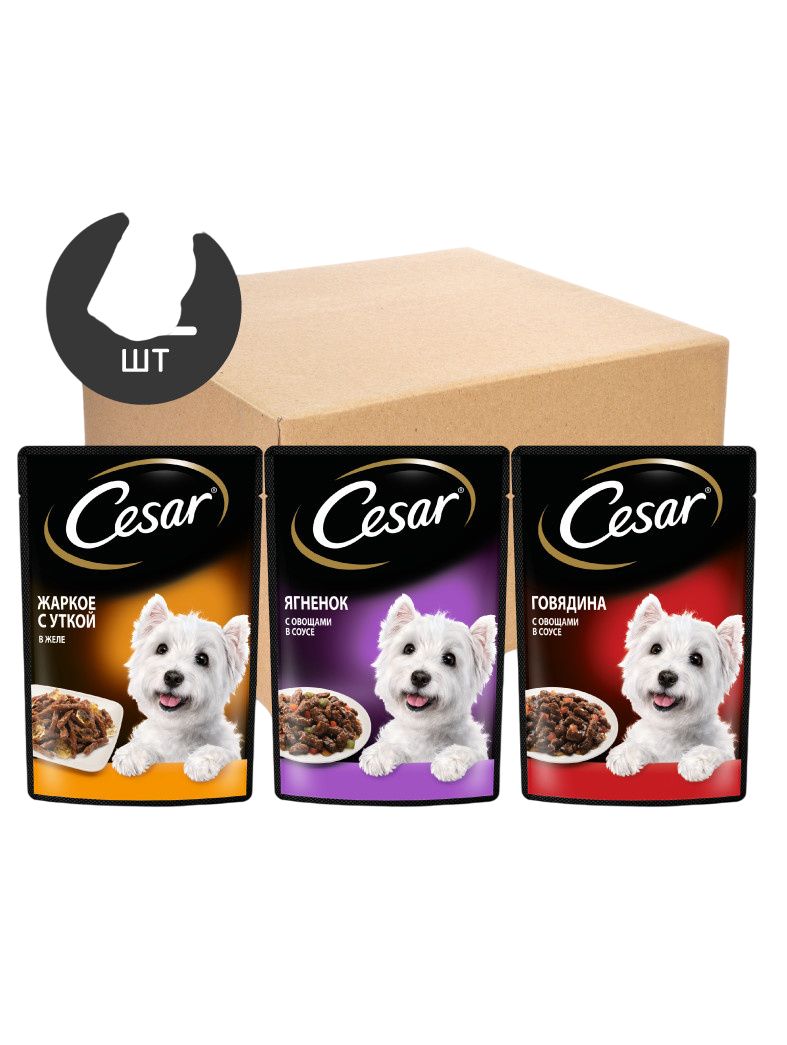 шт
Cesar®
ЖАРКОЕ
С УТКОЙ
В ЖЕЛЕ
Cesar®
ЯГНЕНОК
С ОВОЩАМИ
В СОУСЕ
Cesar®
ГОВЯДИНА
С ОВОЩАМИ
В СОУСЕ